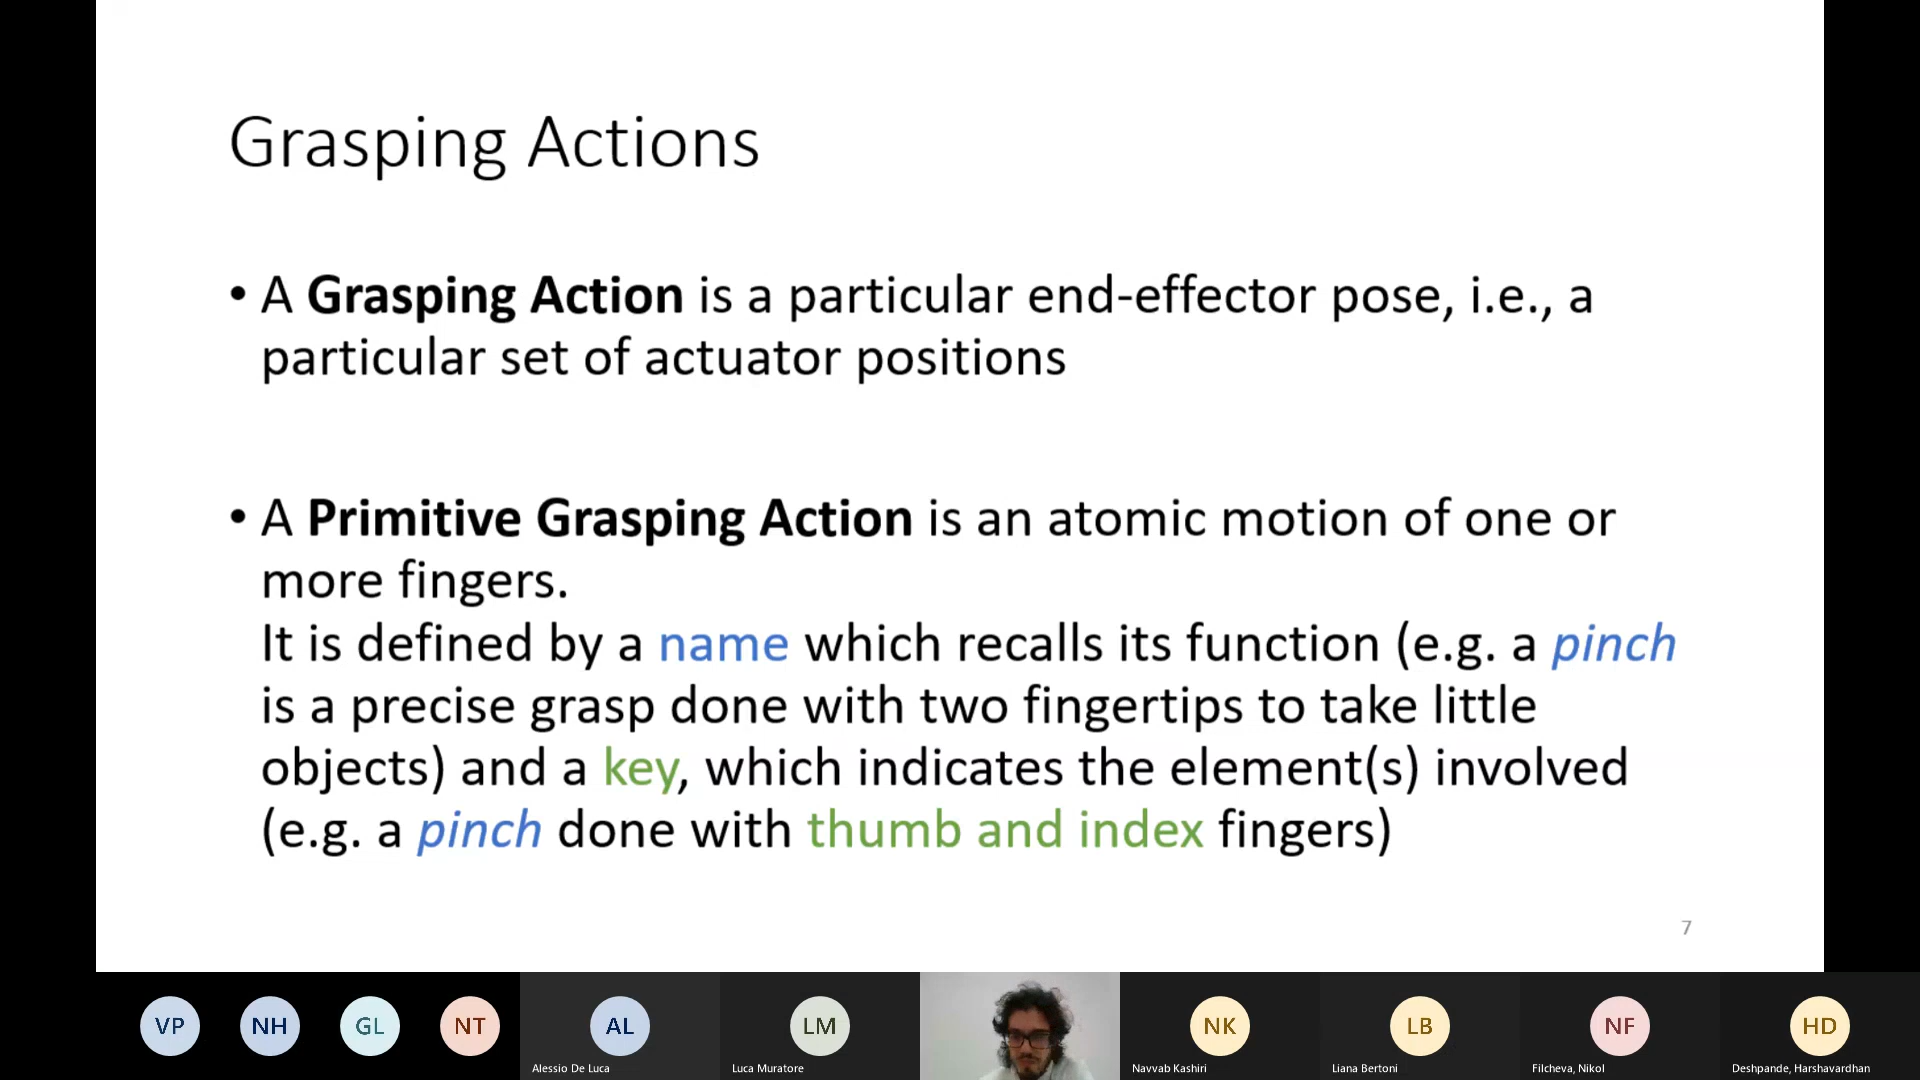 Grasping Actions
• A Grasping Action is a particular end-effector pose, i.e., a
particular set of actuator positions
• A Primitive Grasping Action is an atomic motion of one or
more fingers.
It is defined by a name which recalls its function (e.g. a pinch
is a precise grasp done with two fingertips to take little
objects) and a key, which indicates the element(s) involved
(e.g. a pinch done with thumb and index fingers)
7
VP NH GL NT AL LM NK LB NF HD
Alessio De Luca Luca Muratore Navvab Kashiri Liana Bertoni Filcheva, Nikol Deshpande, Harshavardhan